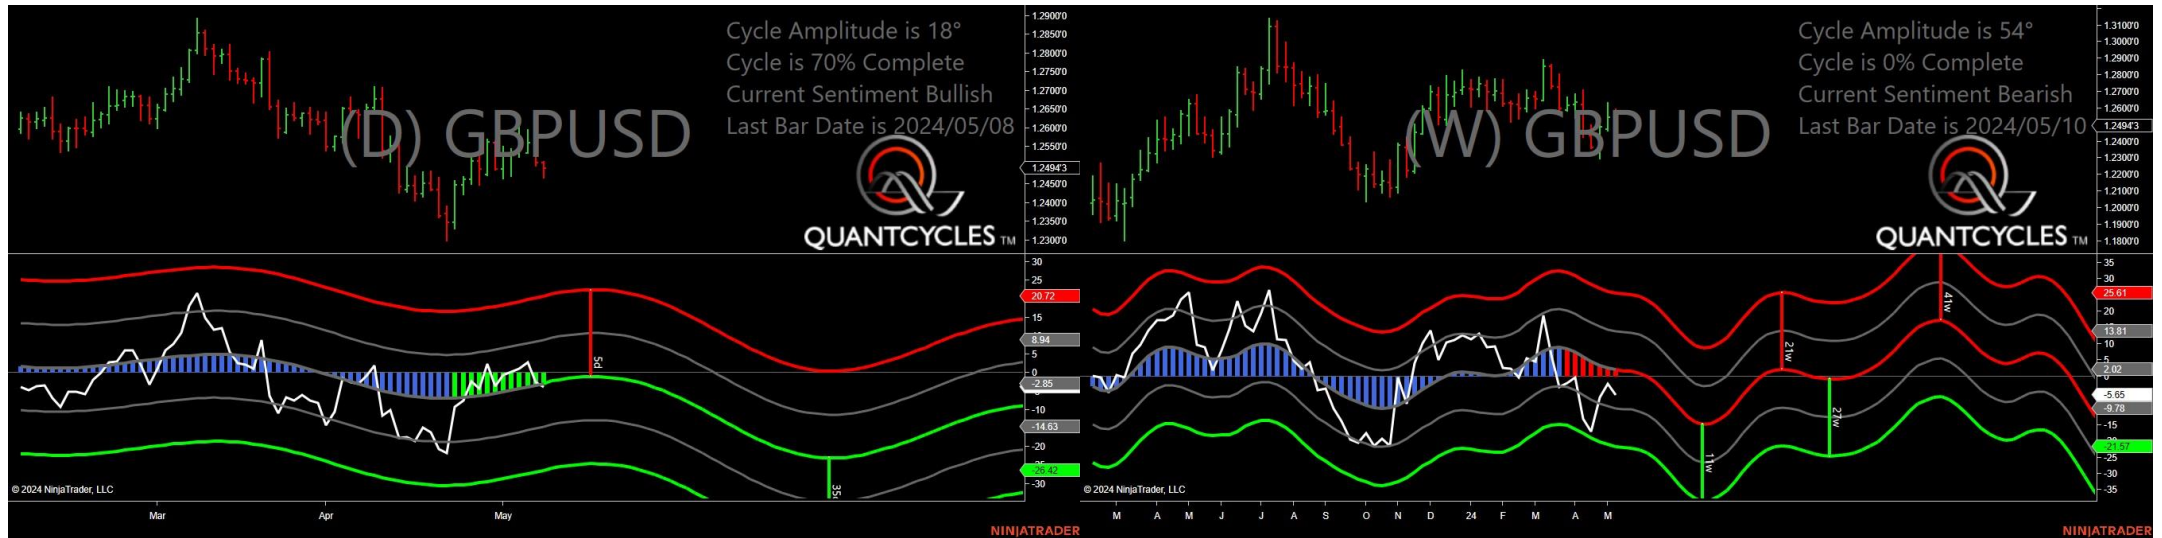 Cycle Amplitude is 18°
Cycle is 70% Complete
Current Sentiment Bullish
Last Bar Date is 2024/05/08
(D) GBPUSD
QUANTCYCLES TM
1.2900'0
1.2850'0
1.2800'0
1.2750'0
1.2700'0
1.2650'0
1.2600'0
1.2550'0
1.2494'3
1.2450'0
1.2400'0
1.2350'0
1.2300'0
30
25
20.72
15
8.94
5
0
-2.85
-10
-14.63
-20
-26.42
-30
5d
© 2024 NinjaTrader, LLC
Mar
Apr
May
NINJATRADER
Cycle Amplitude is 54°
Cycle is 0% Complete
Current Sentiment Bearish
Last Bar Date is 2024/05/10
(W) GBPUSD
QUANTCYCLES TM
1.3100'0
1.3000'0
1.2900'0
1.2800'0
1.2700'0
1.2600'0
1.2494'3
1.2400'0
1.2300'0
1.2200'0
1.2100'0
1.2000'0
1.1900'0
1.1800'0
35
30
25.61
20
13.81
10
5
2.02
0
-5.65
-9.78
-15
-21.57
-25
-30
-35
41w
21w
27w
11w
© 2024 NinjaTrader, LLC
M A M J J A S O N D 24 F M A M
NINJATRADER